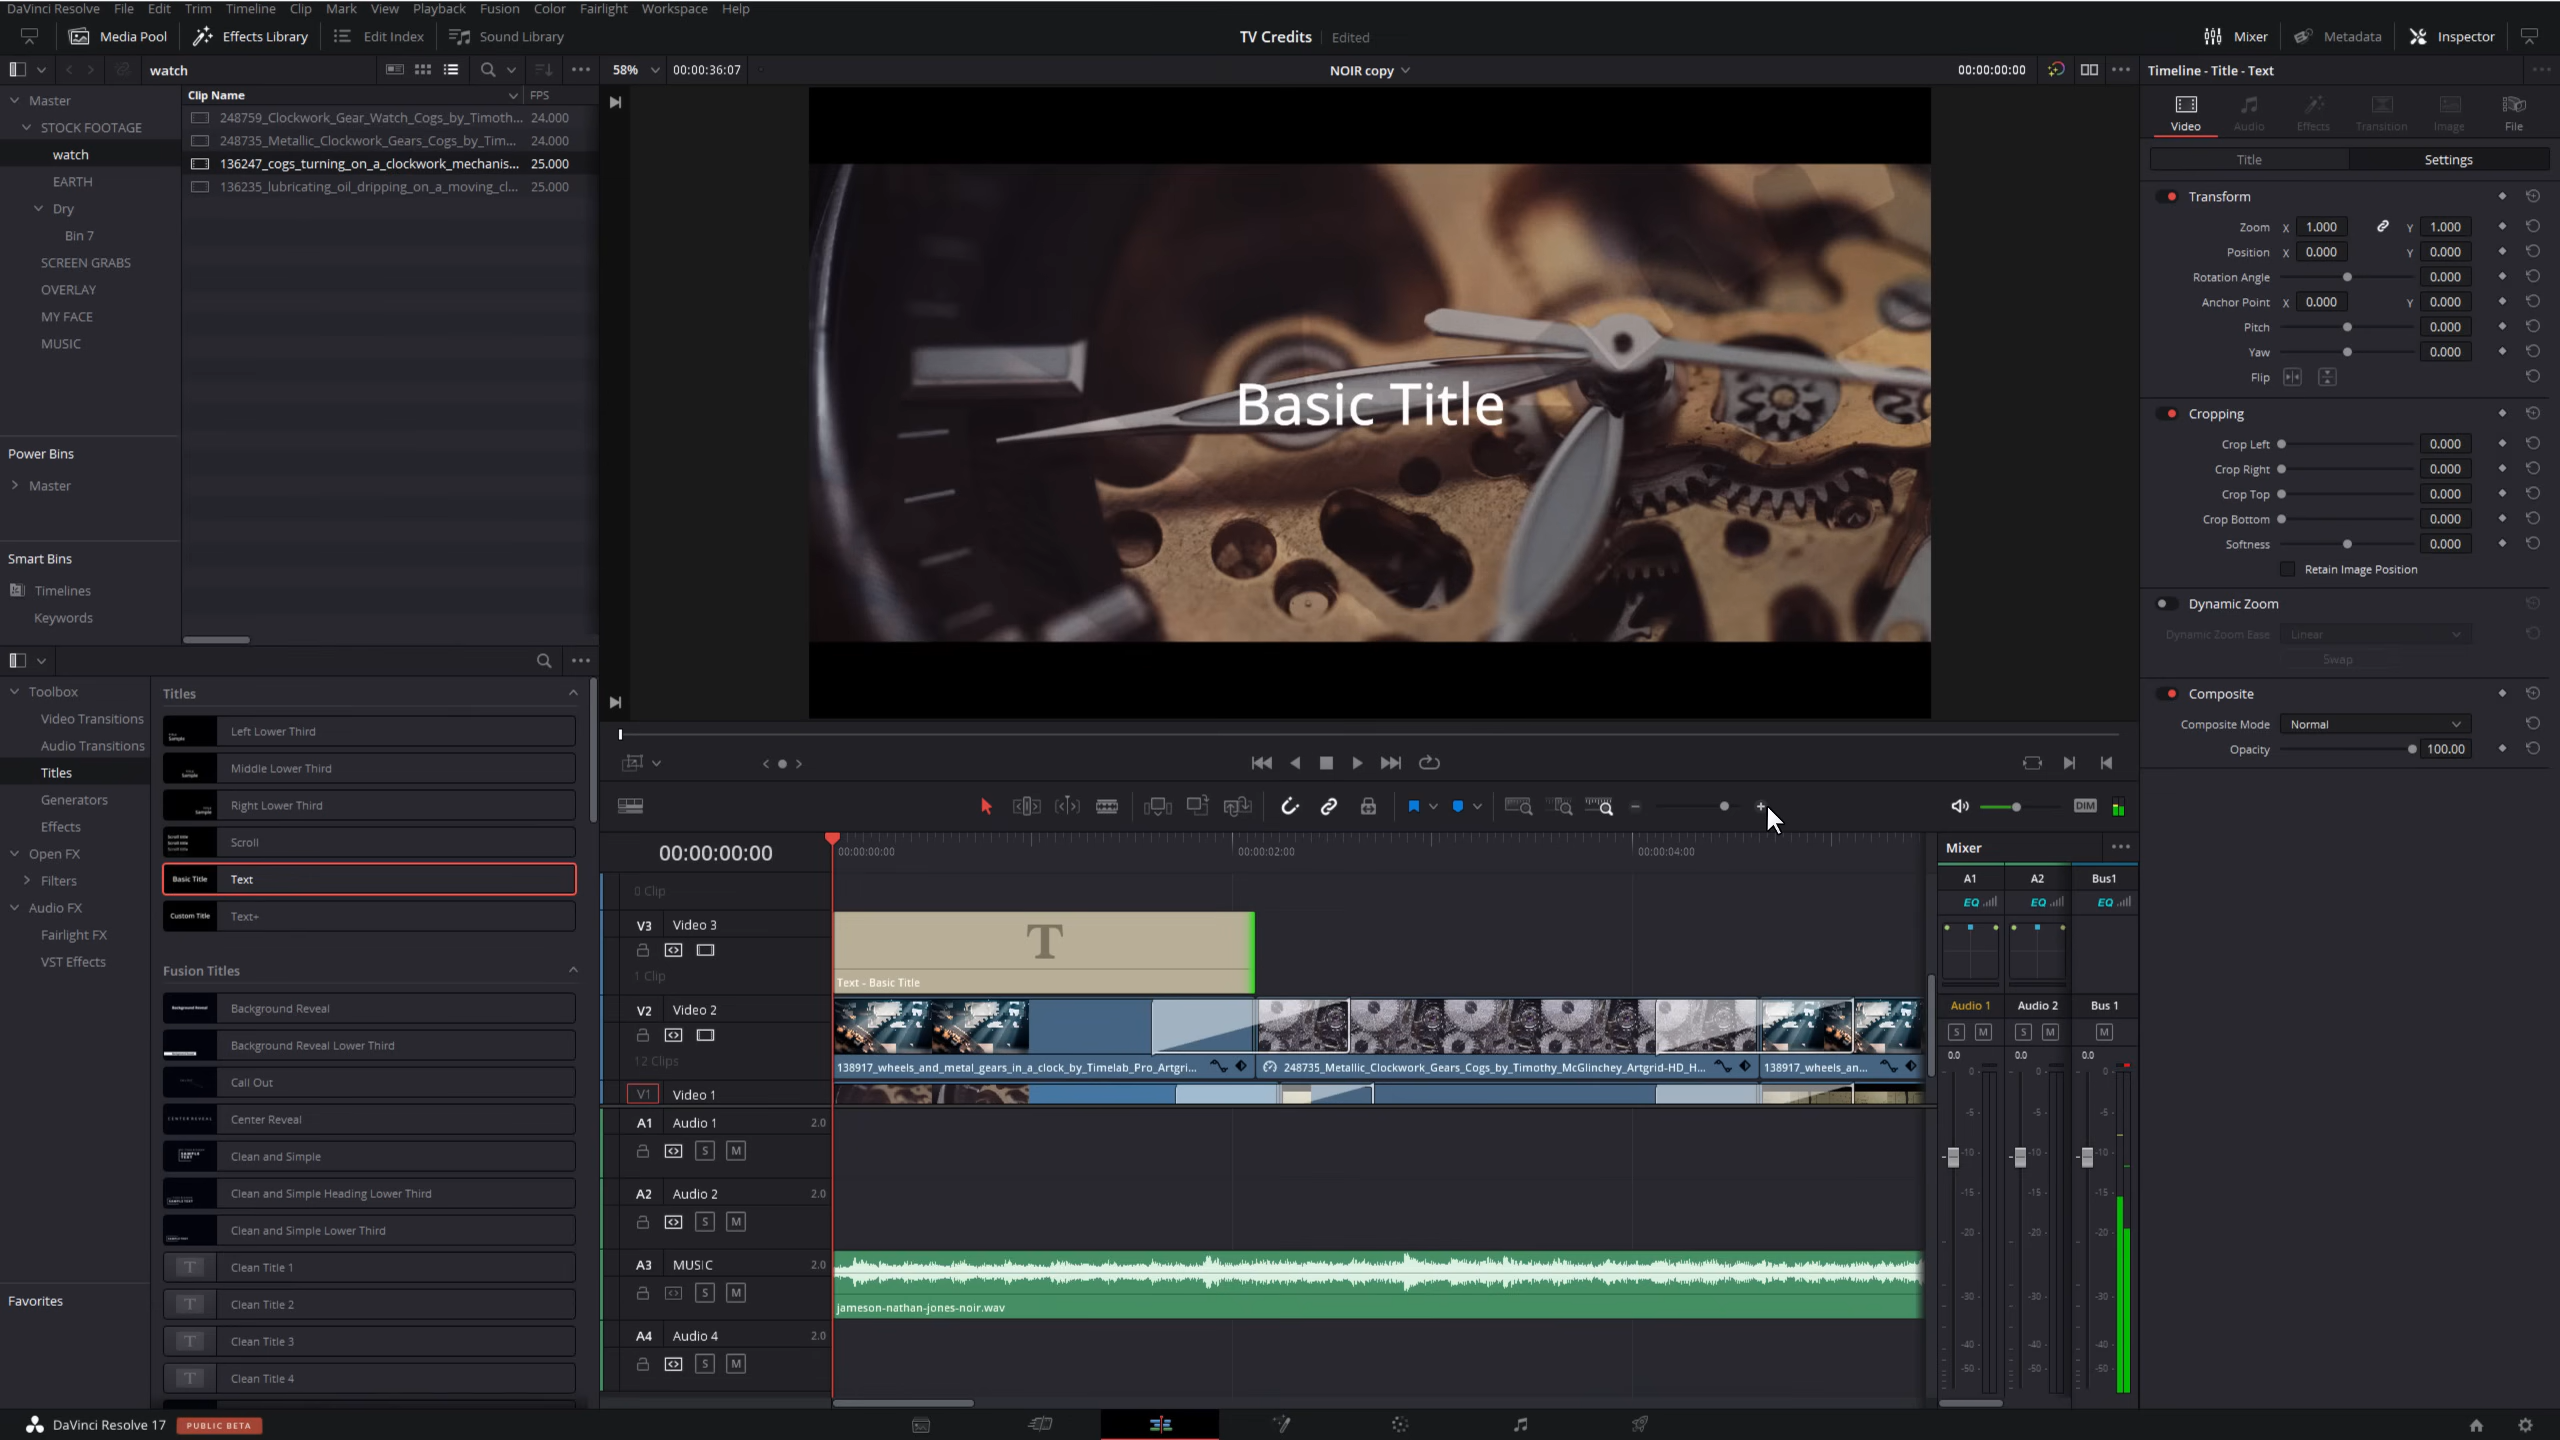 DaVinci Resolve File Edit Trim Timeline Clip Mark View Playback Fusion Color Fairlight Workspace Help
Media Pool Effects Library Edit Index Sound Library TV Credits Edited Mixer Metadata Inspector
watch 58% 00:00:36:07 NOIR copy 00:00:00:00 Timeline - Title - Text
Master
STOCK FOOTAGE
watch
EARTH
Dry
Bin 7
SCREEN GRABS
OVERLAY
MY FACE
MUSIC
Power Bins
Master
Smart Bins
Timelines
Keywords
Clip Name FPS
248759_Clockwork_Gear_Watch_Cogs_by_Timoth... 24.000
248735_Metallic_Clockwork_Gears_Cogs_by_Tim... 24.000
136247_cogs_turning_on_a_clockwork_mechanis... 25.000
136235_lubricating_oil_dripping_on_a_moving_cl... 25.000
Basic Title
Video Audio Effects Transition Image File
Title Settings
Transform
Zoom X 1.000 Y 1.000
Position X 0.000 Y 0.000
Rotation Angle 0.000
Anchor Point X 0.000 Y 0.000
Pitch 0.000
Yaw 0.000
Flip
Cropping
Crop Left 0.000
Crop Right 0.000
Crop Top 0.000
Crop Bottom 0.000
Softness 0.000
Retain Image Position
Dynamic Zoom
Dynamic Zoom Ease Linear
Swap
Composite
Composite Mode Normal
Opacity 100.00
Toolbox
Video Transitions
Audio Transitions
Titles
Generators
Effects
Open FX
Filters
Audio FX
Fairlight FX
VST Effects
Favorites
Titles
Left Lower Third
Middle Lower Third
Right Lower Third
Scroll
Basic Title Text
Custom Title Text+
Fusion Titles
Background Reveal
Background Reveal Lower Third
Call Out
CENTER REVEAL Center Reveal
Clean and Simple
Clean and Simple Heading Lower Third
Clean and Simple Lower Third
T Clean Title 1
T Clean Title 2
T Clean Title 3
T Clean Title 4
DIM
00:00:00:00 00:00:00:00 00:00:02:00 00:00:04:00
0 Clip
V3 Video 3
1 Clip
T
Text - Basic Title
V2 Video 2
12 Clips
138917_wheels_and_metal_gears_in_a_clock_by_Timelab_Pro_Artgri... 248735_Metallic_Clockwork_Gears_Cogs_by_Timothy_McGlinchey_Artgrid-HD_H... 138917_wheels_an...
V1 Video 1
A1 Audio 1 2.0
S M
A2 Audio 2 2.0
S M
A3 MUSIC 2.0
S M
jameson-nathan-jones-noir.wav
A4 Audio 4 2.0
S M
Mixer
A1 A2 Bus1
EQ EQ EQ
Audio 1 Audio 2 Bus 1
S M S M M
0.0 0.0 0.0
0 0 0
-5 -5 -5
-10 -10 -10
-15 -15 -15
-20 -20 -20
-30 -30 -30
-40 -40 -40
-50 -50 -50
DaVinci Resolve 17 PUBLIC BETA